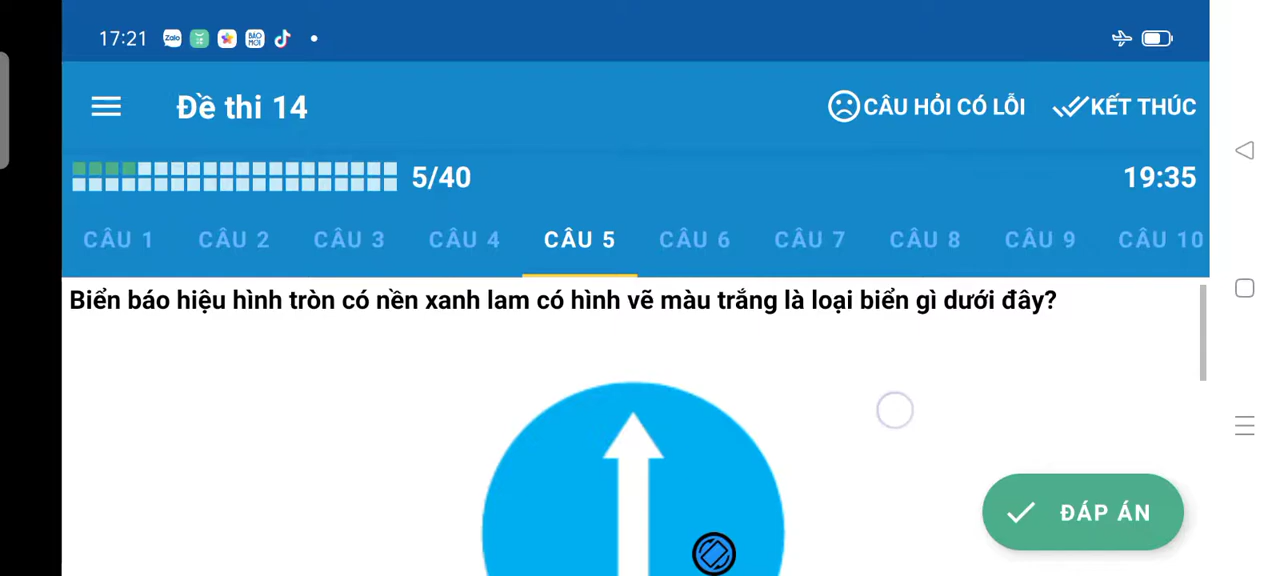 17:21 Zalo BÁO MỚI
Đề thi 14 CÂU HỎI CÓ LỖI KẾT THÚC
5/40 19:35
CÂU 1 CÂU 2 CÂU 3 CÂU 4 CÂU 5 CÂU 6 CÂU 7 CÂU 8 CÂU 9 CÂU 10
Biển báo hiệu hình tròn có nền xanh lam có hình vẽ màu trắng là loại biển gì dưới đây?
ĐÁP ÁN